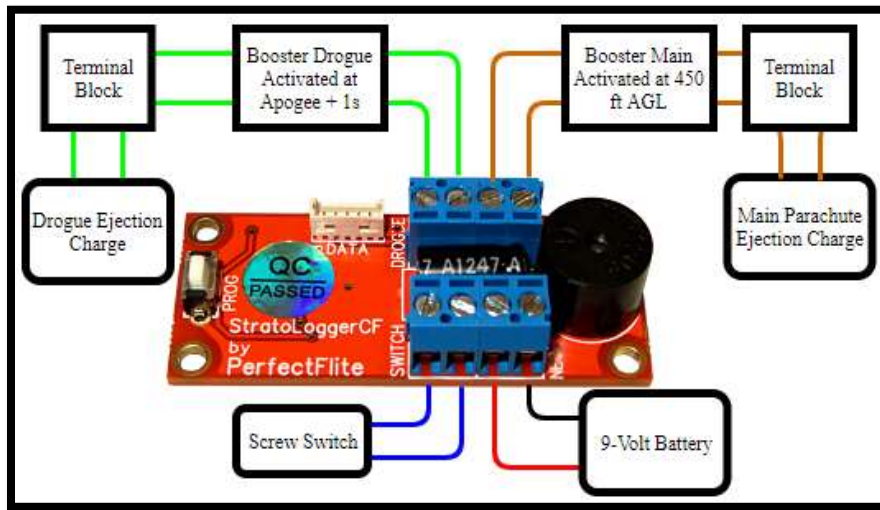 Terminal
Block
Booster Drogue
Activated at
Apogee + 1s
Booster Main
Activated at 450
ft AGL
Terminal
Block
Drogue Ejection
Charge
Main Parachute
Ejection Charge
DATA
DROGUE
A1247
QC
PASSED
PROG
StratoLoggerCF
by
PerfectFlite
SWITCH
Screw Switch
9-Volt Battery